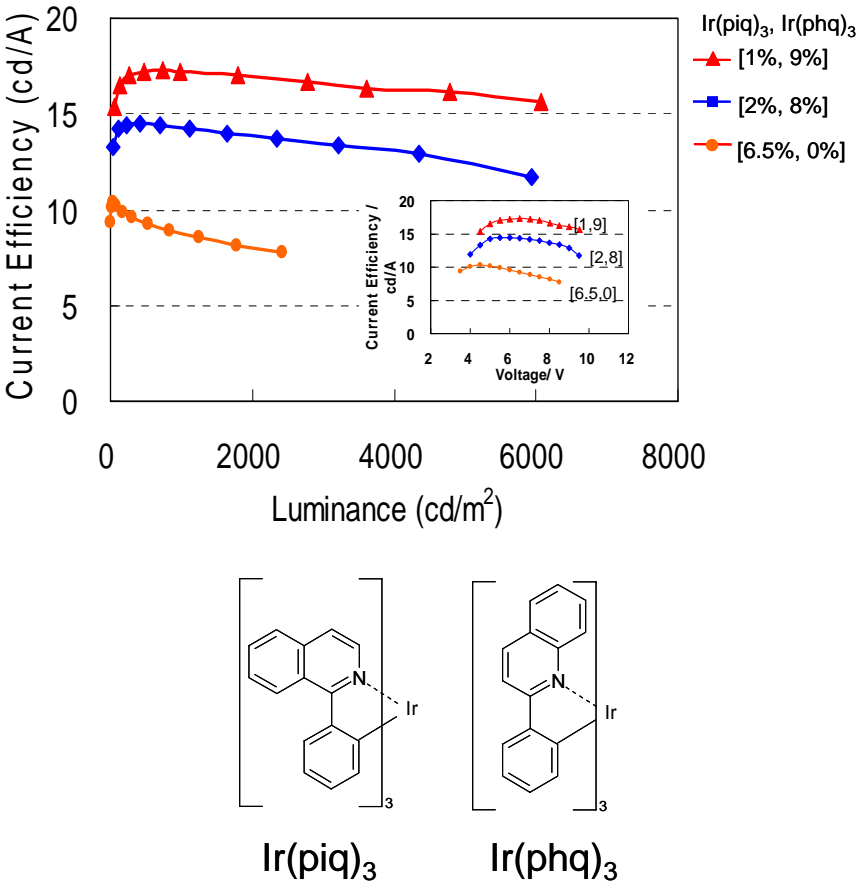 Ir(piq)3, Ir(phq)3
[1%, 9%]
[2%, 8%]
[6.5%, 0%]
Current Efficiency (cd/A)
20
15
10
5
0
0 2000 4000 6000 8000
Luminance (cd/m2)
Current Efficiency /
cd/A
20
15
10
5
0
[1,9]
[2,8]
[6.5,0]
2 4 6 8 10 12
Voltage/ V
N
Ir
3
N
Ir
3
Ir(piq)3 Ir(phq)3